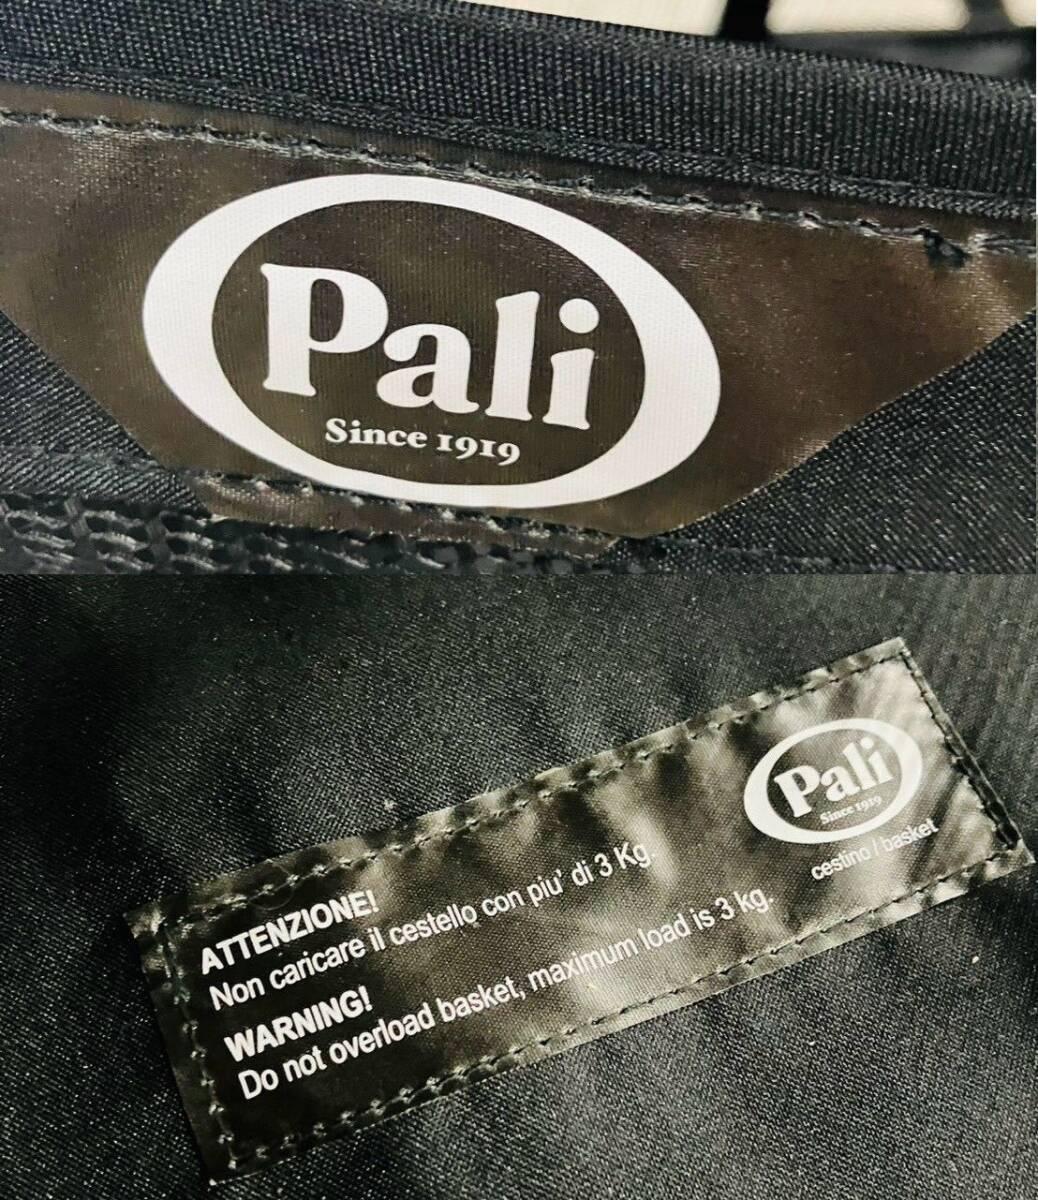 Pali
Since 1919
Pali
Since 1919
cestino / basket
ATTENZIONE!
Non caricare il cestello con piu' di 3 Kg.
WARNING!
Do not overload basket, maximum load is 3 kg.